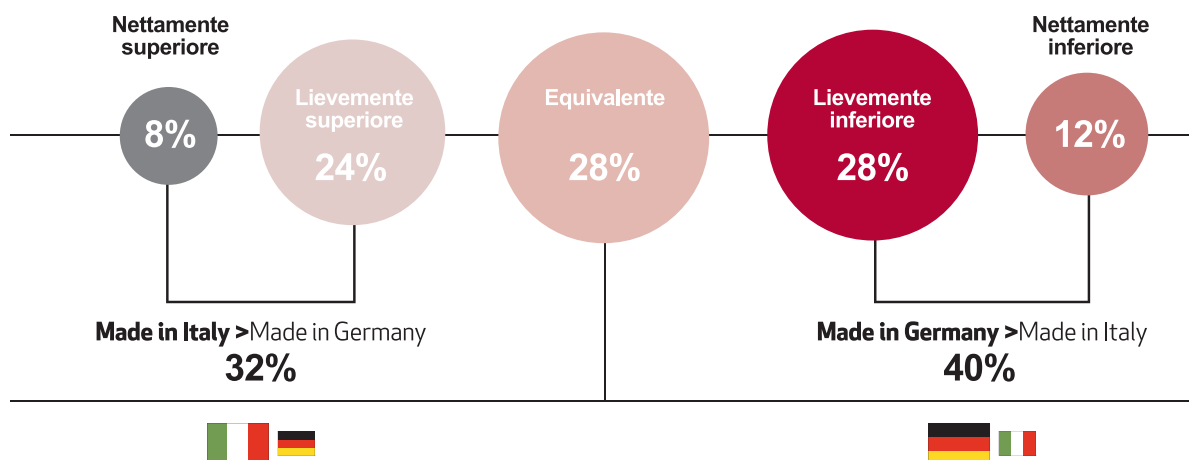 Nettamente
superiore
8%
Lievemente
superiore
24%
Equivalente
28%
Lievemente
inferiore
28%
Nettamente
inferiore
12%
Made in Italy >Made in Germany
32%
Made in Germany >Made in Italy
40%